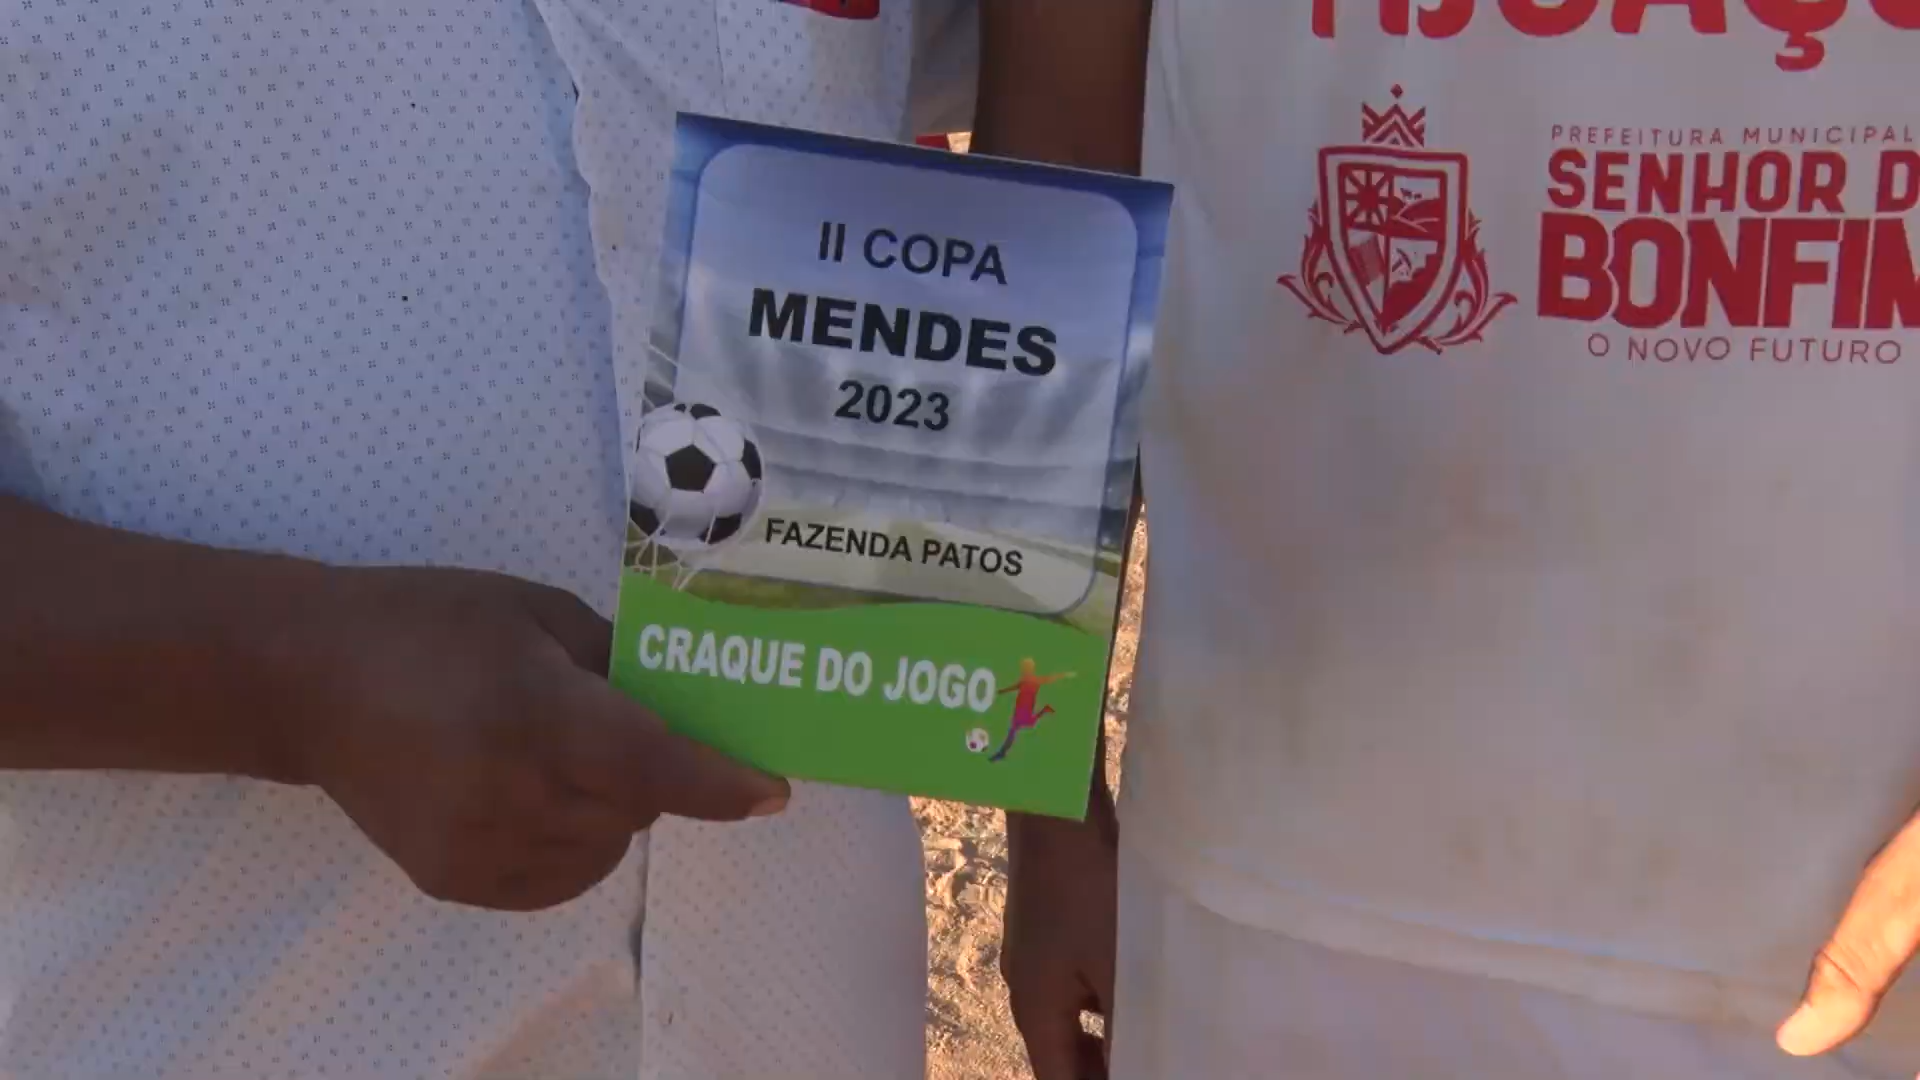 II COPA
MENDES
2023
FAZENDA PATOS
CRAQUE DO JOGO
PREFEITURA MUNICIPAL
SENHOR D
BONFIM
O NOVO FUTURO